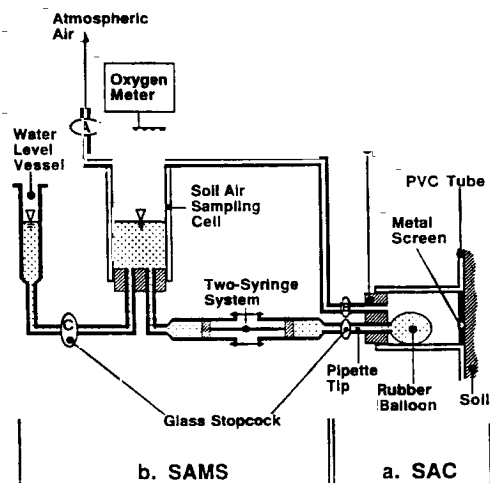 Atmospheric
Air
Oxygen
Meter
A
Water
Level
Vessel
Soil Air
Sampling
Cell
PVC Tube
Metal
Screen
Two-Syringe
System
C
Pipette
Tip
Rubber
Balloon
Soil
Glass Stopcock
b. SAMS
a. SAC